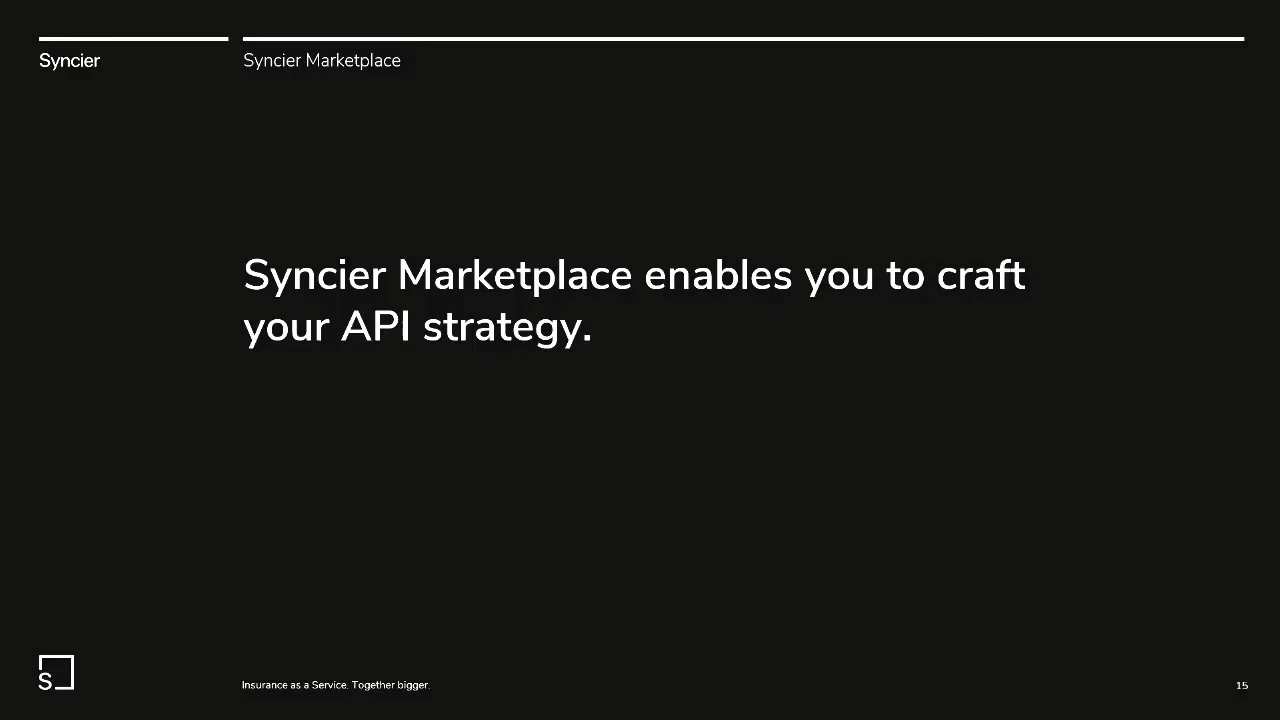 Syncier
Syncier Marketplace
Syncier Marketplace enables you to craft
your API strategy.
S
Insurance as a Service. Together bigger.
15